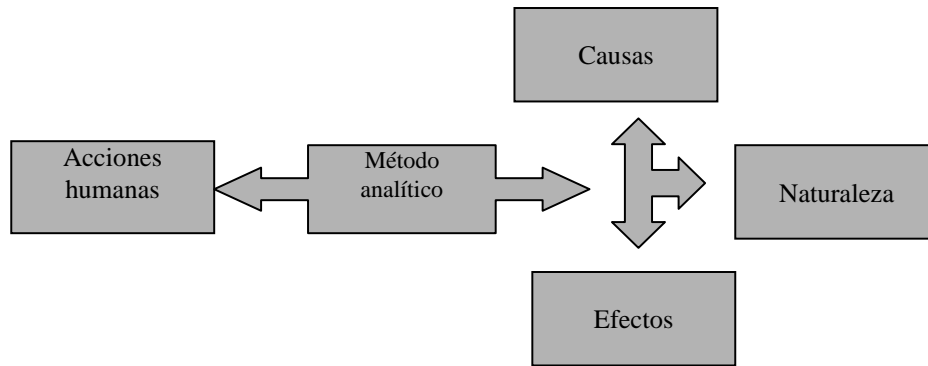 Causas
Acciones
humanas
Método
analítico
Naturaleza
Efectos